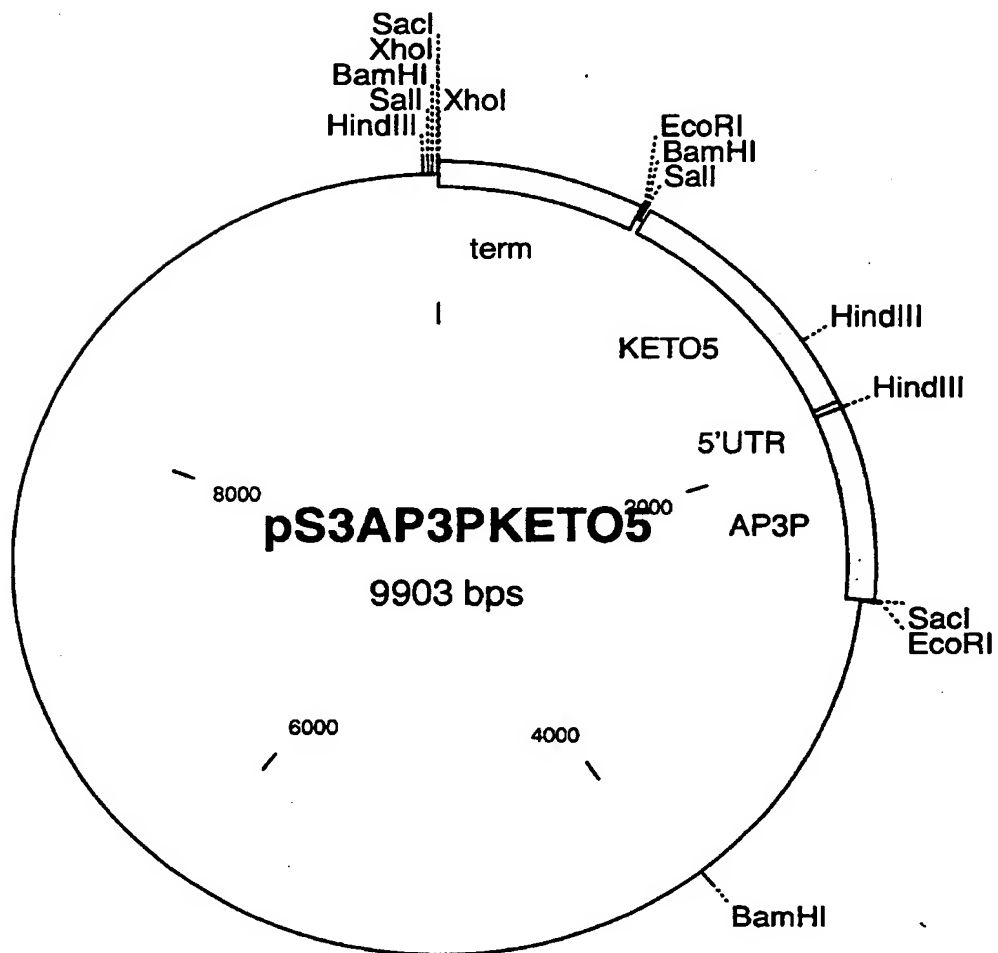 SacI
XhoI
BamHI
SalI XhoI
HindIII
EcoRI
BamHI
SalI
term
HindIII
KETO5
HindIII
5'UTR
8000
2000
pS3AP3PKETO5
AP3P
9903 bps
SacI
EcoRI
6000
4000
BamHI